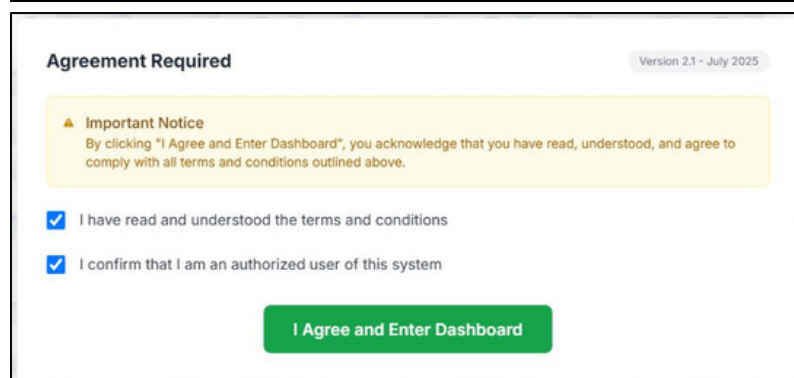 Agreement Required
Version 2.1 - July 2025
Important Notice
By clicking "I Agree and Enter Dashboard", you acknowledge that you have read, understood, and agree to
comply with all terms and conditions outlined above.
I have read and understood the terms and conditions
I confirm that I am an authorized user of this system
I Agree and Enter Dashboard